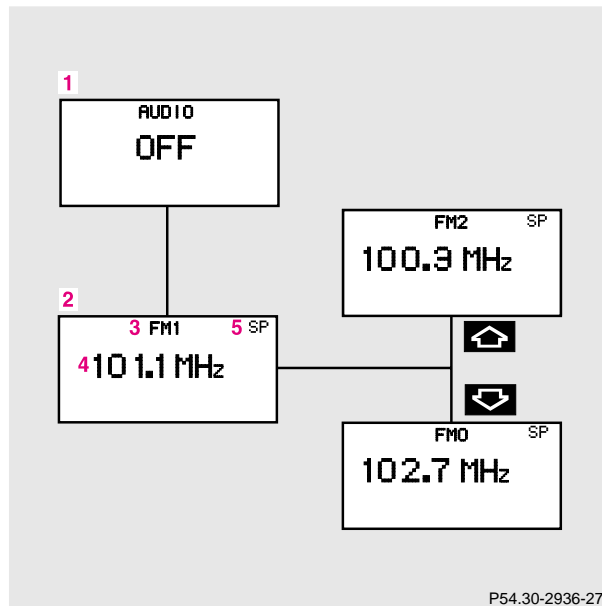 1
AUDIO
OFF
2
3 FM1 5 SP
4 101.1 MHz
FM2 SP
100.3 MHz
FM0 SP
102.7 MHz
P54.30-2936-27